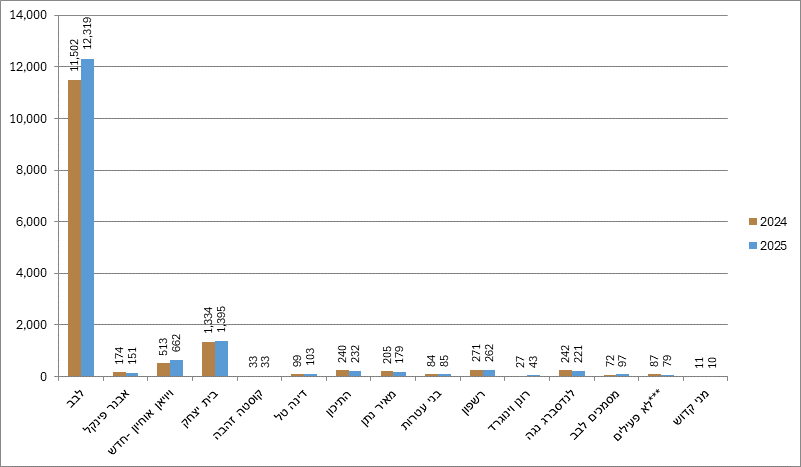 14,000
12,000
10,000
8,000
6,000
4,000
2,000
0
11,502
12,319
174
151
513
662
1,334
1,395
33
33
99
103
240
232
205
179
84
85
271
262
27
43
242
221
72
97
87
79
11
10
לבב
אבנר פינקל
וויאן אוחיון -חדש
בית יצחק
קוסטה זהבה
דינה טל
התיכון
מאיר נתן
בני עטרות
רשפון
רונן וינוגרד
לנדסברג נגה
מסמכים לבב
***לא פעילים
מני קדוש
2024
2025